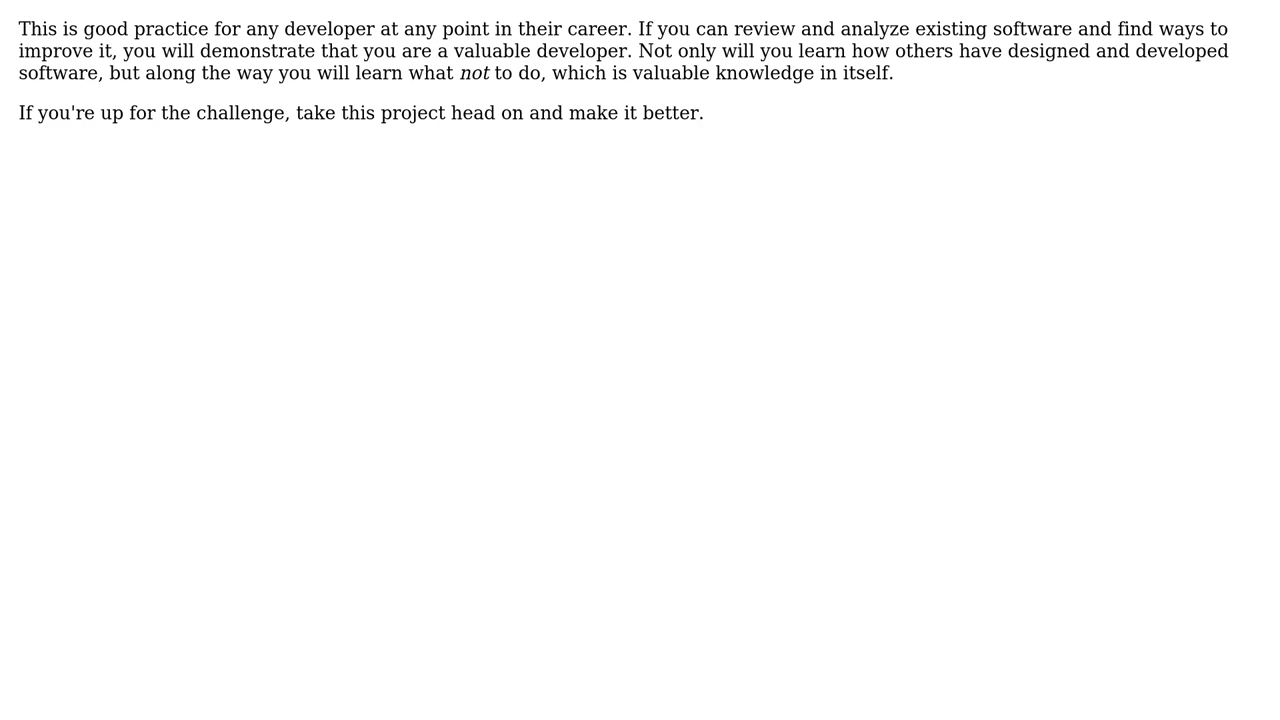 This is good practice for any developer at any point in their career. If you can review and analyze existing software and find ways to
improve it, you will demonstrate that you are a valuable developer. Not only will you learn how others have designed and developed
software, but along the way you will learn what not to do, which is valuable knowledge in itself.
If you're up for the challenge, take this project head on and make it better.